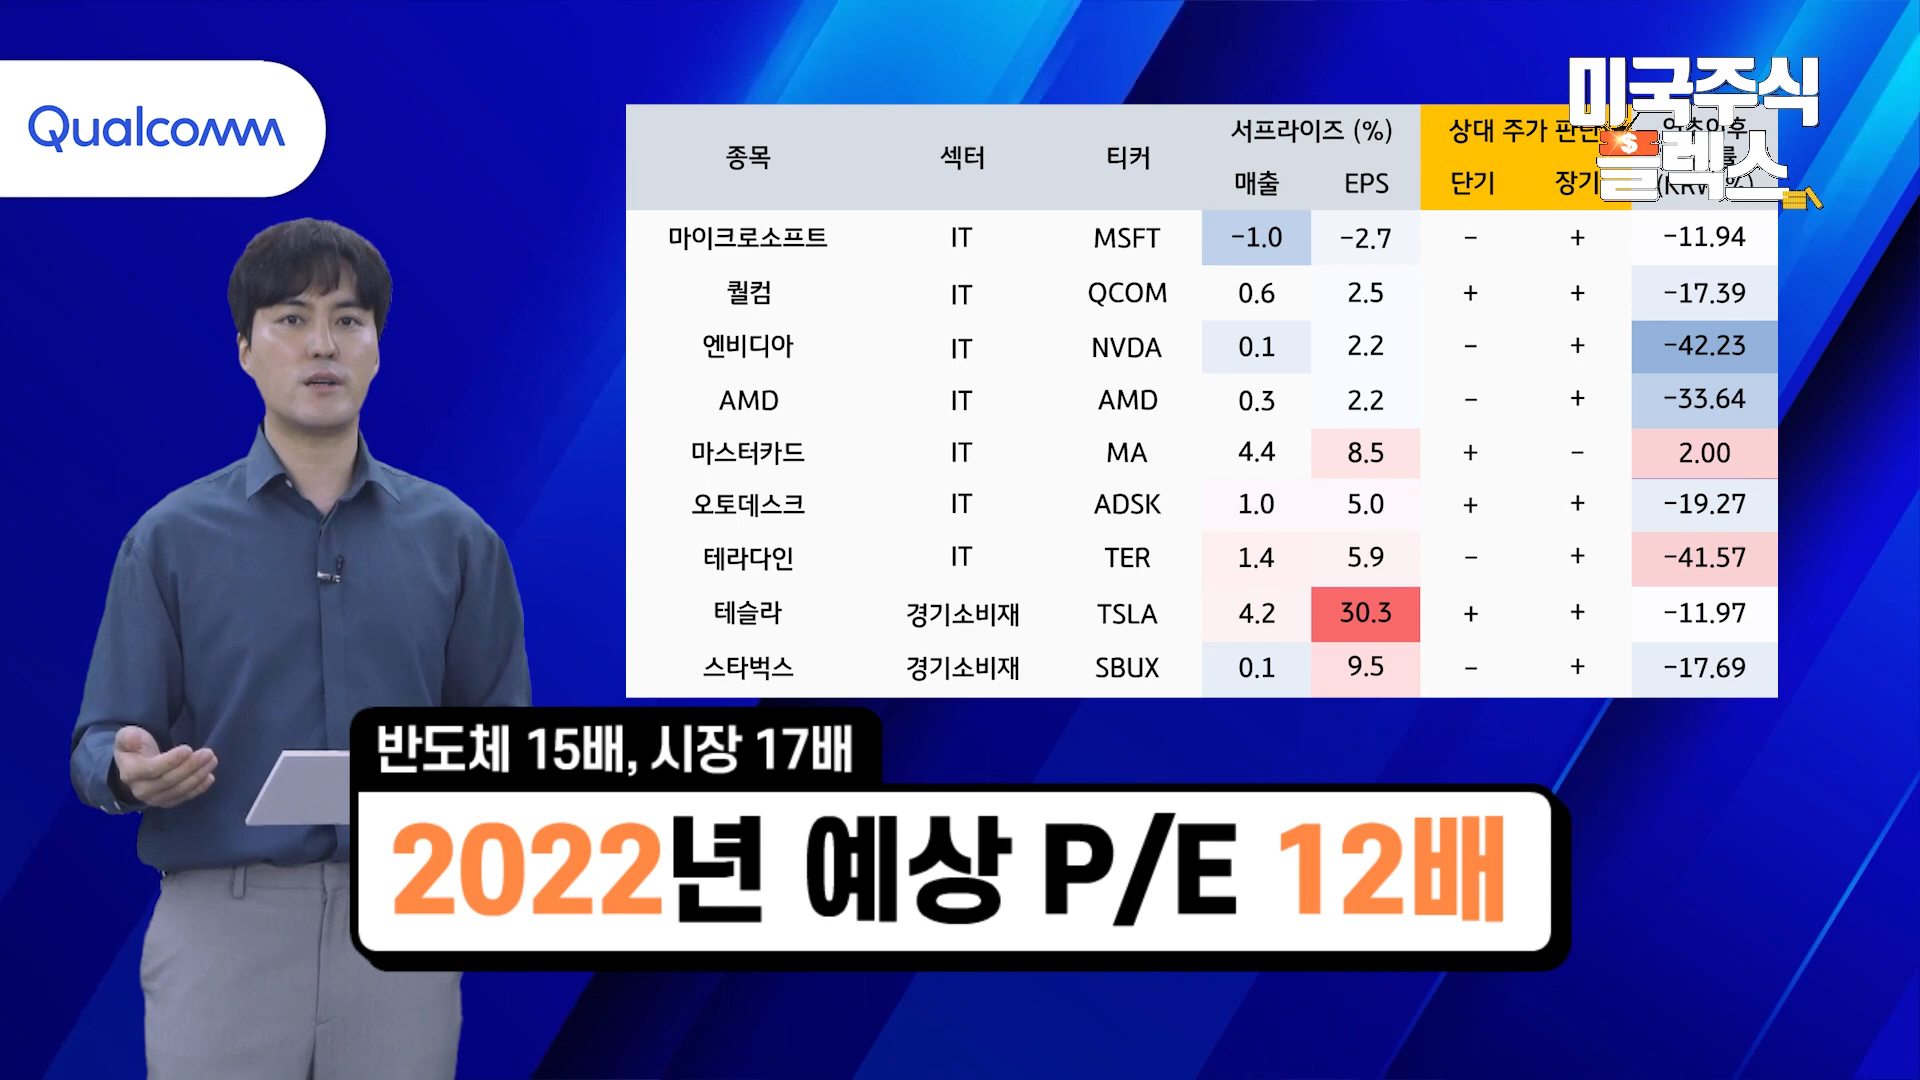 Qualcomm
미국주식
플렉스
종목 섹터 티커 서프라이즈 (%) 상대 주가 판단
매출 EPS 단기 장기
마이크로소프트 IT MSFT -1.0 -2.7 - + -11.94
퀄컴 IT QCOM 0.6 2.5 + + -17.39
엔비디아 IT NVDA 0.1 2.2 - + -42.23
AMD IT AMD 0.3 2.2 - + -33.64
마스터카드 IT MA 4.4 8.5 + - 2.00
오토데스크 IT ADSK 1.0 5.0 + + -19.27
테라다인 IT TER 1.4 5.9 - + -41.57
테슬라 경기소비재 TSLA 4.2 30.3 + + -11.97
스타벅스 경기소비재 SBUX 0.1 9.5 - + -17.69
반도체 15배, 시장 17배
2022년 예상 P/E 12배